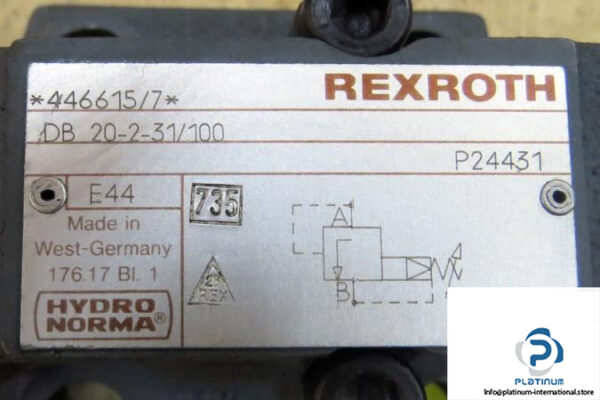 REXROTH
*446615/7*
DB 20-2-31/100
P24431
E44
735
Made in
West-Germany
176.17 Bl. 1
HYDRO
NORMA®
REX
A
B
P
PLATINUM
Info@platinum-international.store